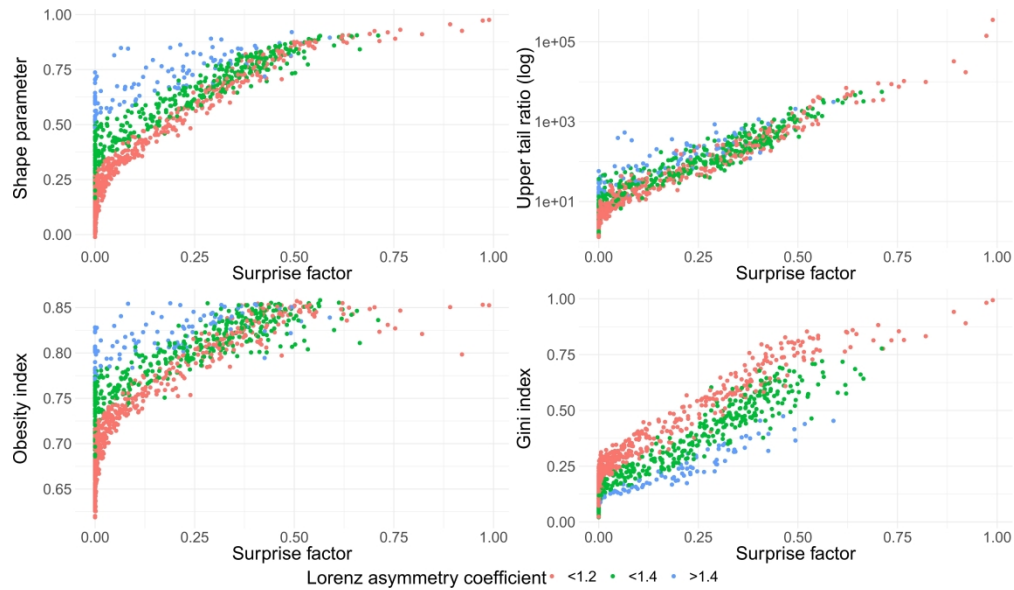 Shape parameter
1.00
0.75
0.50
0.25
0.00
0.00 0.25 0.50 0.75 1.00
Surprise factor
Upper tail ratio (log)
1e+05
1e+03
1e+01
0.00 0.25 0.50 0.75 1.00
Surprise factor
Obesity index
0.85
0.80
0.75
0.70
0.65
0.00 0.25 0.50 0.75 1.00
Surprise factor
Gini index
1.00
0.75
0.50
0.25
0.00
0.00 0.25 0.50 0.75 1.00
Surprise factor
Lorenz asymmetry coefficient <1.2 <1.4 >1.4